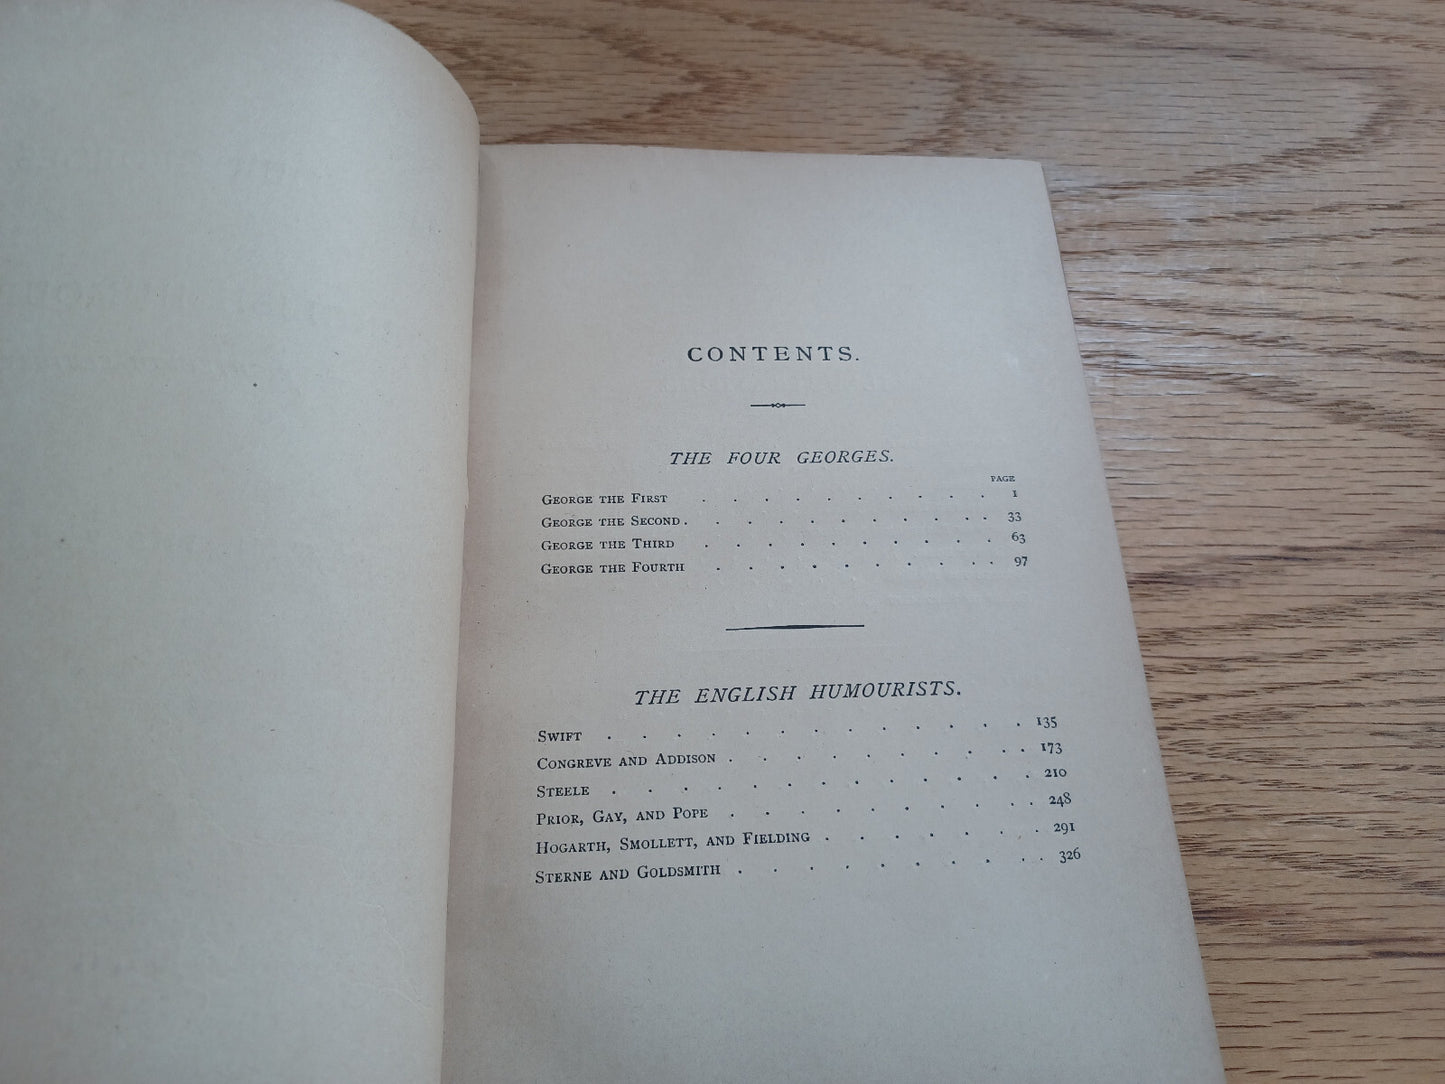 CONTENTS.
THE FOUR GEORGES.
PAGE
GEORGE THE FIRST . . . . . . . . . . 1
GEORGE THE SECOND . . . . . . . . . . 33
GEORGE THE THIRD . . . . . . . . . . 63
GEORGE THE FOURTH . . . . . . . . . . 97
THE ENGLISH HUMOURISTS.
SWIFT . . . . . . . . . . . . . 135
CONGREVE AND ADDISON . . . . . . . . . . 173
STEELE . . . . . . . . . . . . . 210
PRIOR, GAY, AND POPE . . . . . . . . . . 248
HOGARTH, SMOLLETT, AND FIELDING . . . . . . . 291
STERNE AND GOLDSMITH . . . . . . . . . . 326